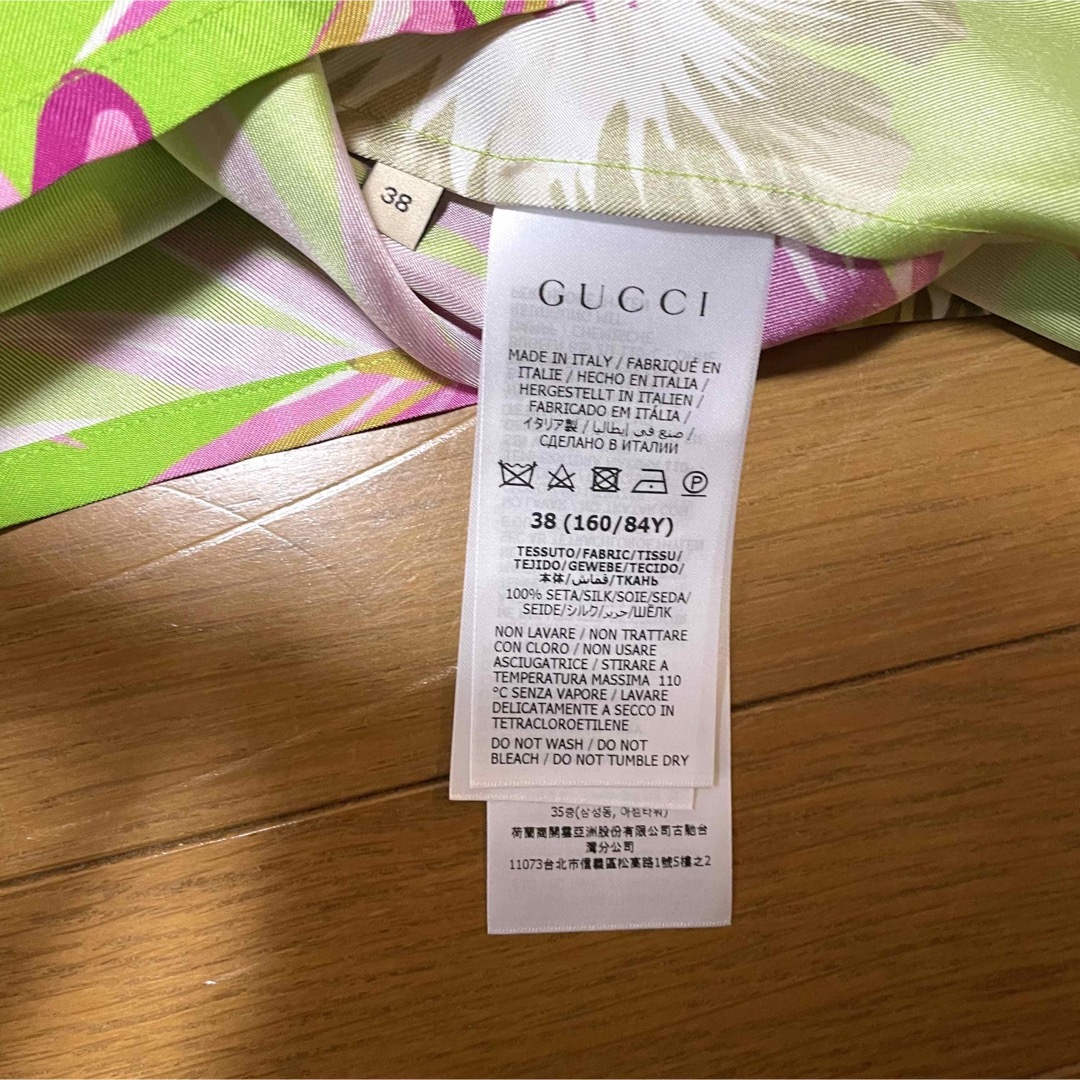 38
GUCCI
MADE IN ITALY / FABRIQUÉ EN
ITALIE / HECHO EN ITALIA /
HERGESTELLT IN ITALIEN /
FABRICADO EM ITÁLIA /
イタリア製 / صنع في إيطاليا /
СДЕЛАНО В ИТАЛИИ
P
38 (160/84Y)
TESSUTO/FABRIC/TISSU/
TEJIDO/GEWEBE/TECIDO/
本体/قماش/ТКАНЬ
100% SETA/SILK/SOIE/SEDA/
SEIDE/シルク/حرير/ШЁЛК
NON LAVARE / NON TRATTARE
CON CLORO / NON USARE
ASCIUGATRICE / STIRARE A
TEMPERATURA MASSIMA 110
°C SENZA VAPORE / LAVARE
DELICATAMENTE A SECCO IN
TETRACLOROETILENE
DO NOT WASH / DO NOT
BLEACH / DO NOT TUMBLE DRY
35층(삼성동, 아셈타워)
荷蘭商開雲亞洲股份有限公司古馳台
灣分公司
11073台北市信義區松高路1號5樓之2